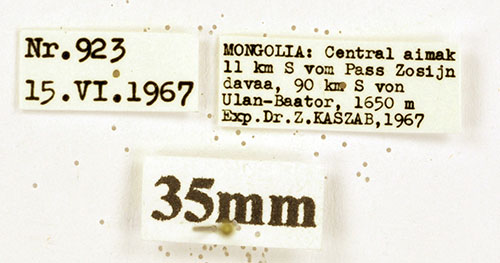 Nr.923
15.VI.1967
MONGOLIA: Central aimak
11 km S vom Pass Zosijn
davaa, 90 km S von
Ulan-Baator, 1650 m
Exp.Dr.Z.KASZAB,1967
35mm